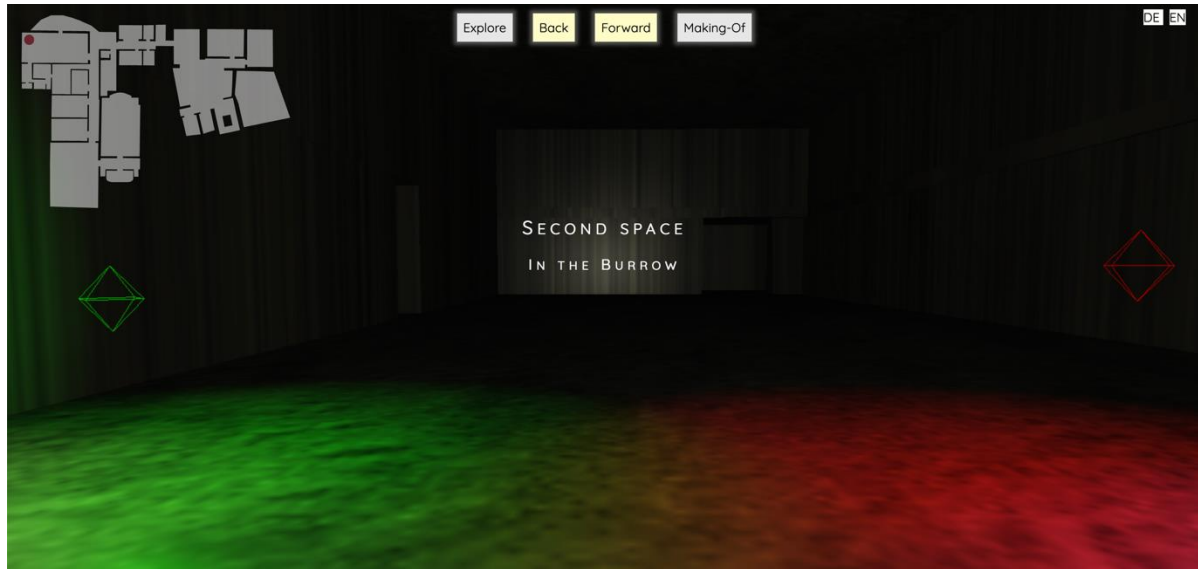 Explore Back Forward Making-Of
DE EN
Second space
In the Burrow